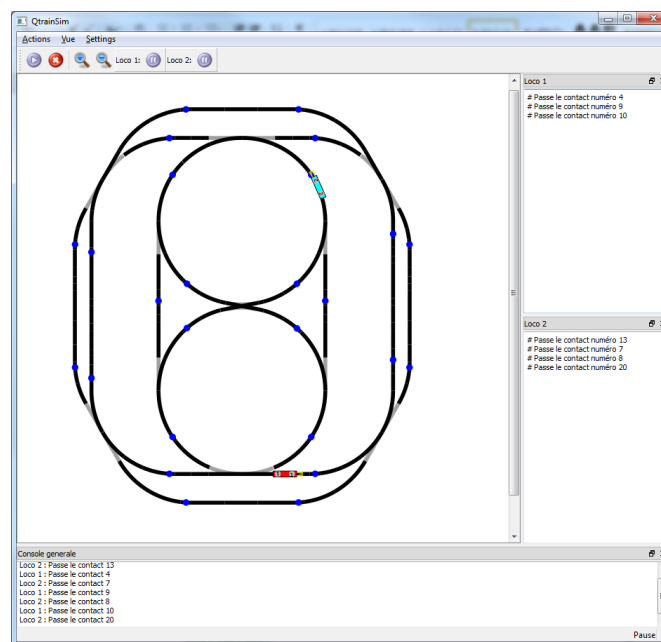 QtrainSim
Actions Vue Settings
Loco 1: Loco 2:
Loco 1
# Passe le contact numéro 4
# Passe le contact numéro 9
# Passe le contact numéro 10
Loco 2
# Passe le contact numéro 13
# Passe le contact numéro 7
# Passe le contact numéro 8
# Passe le contact numéro 20
Console generale
Loco 2 : Passe le contact 13
Loco 1 : Passe le contact 4
Loco 2 : Passe le contact 7
Loco 1 : Passe le contact 9
Loco 2 : Passe le contact 8
Loco 1 : Passe le contact 10
Loco 2 : Passe le contact 20
Pause